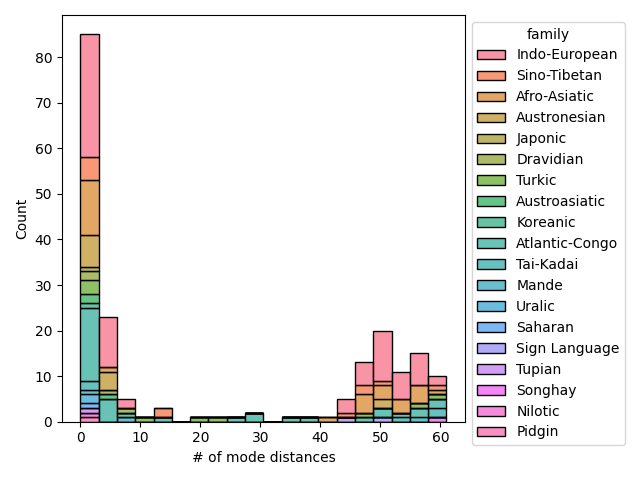 family
Indo-European
Sino-Tibetan
Afro-Asiatic
Austronesian
Japonic
Dravidian
Turkic
Austroasiatic
Koreanic
Atlantic-Congo
Tai-Kadai
Mande
Uralic
Saharan
Sign Language
Tupian
Songhay
Nilotic
Pidgin
Count
80
70
60
50
40
30
20
10
0
0 10 20 30 40 50 60
# of mode distances